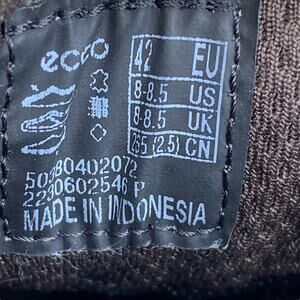 ecco
42 EU
8-8.5 US
8-8.5 UK
265 (2.5) CN
50380402072
2230602546 P
MADE IN INDONESIA